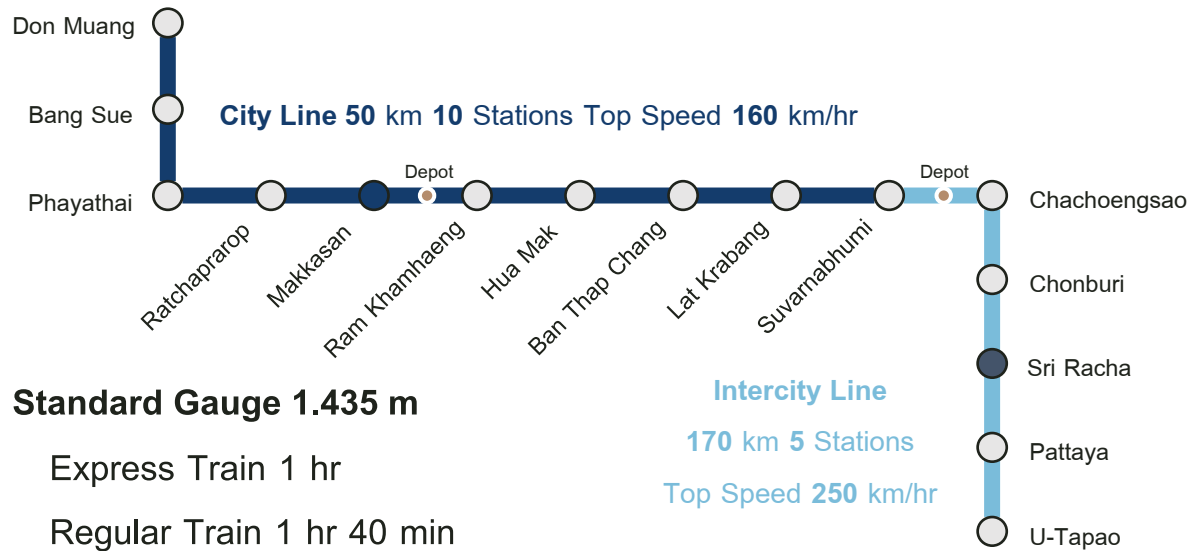 Don Muang
Bang Sue
City Line 50 km 10 Stations Top Speed 160 km/hr
Phayathai
Depot
Depot
Ratchaprarop
Makkasan
Ram Khamhaeng
Hua Mak
Ban Thap Chang
Lat Krabang
Suvarnabhumi
Chachoengsao
Chonburi
Sri Racha
Pattaya
U-Tapao
Standard Gauge 1.435 m
Express Train 1 hr
Regular Train 1 hr 40 min
Intercity Line
170 km 5 Stations
Top Speed 250 km/hr